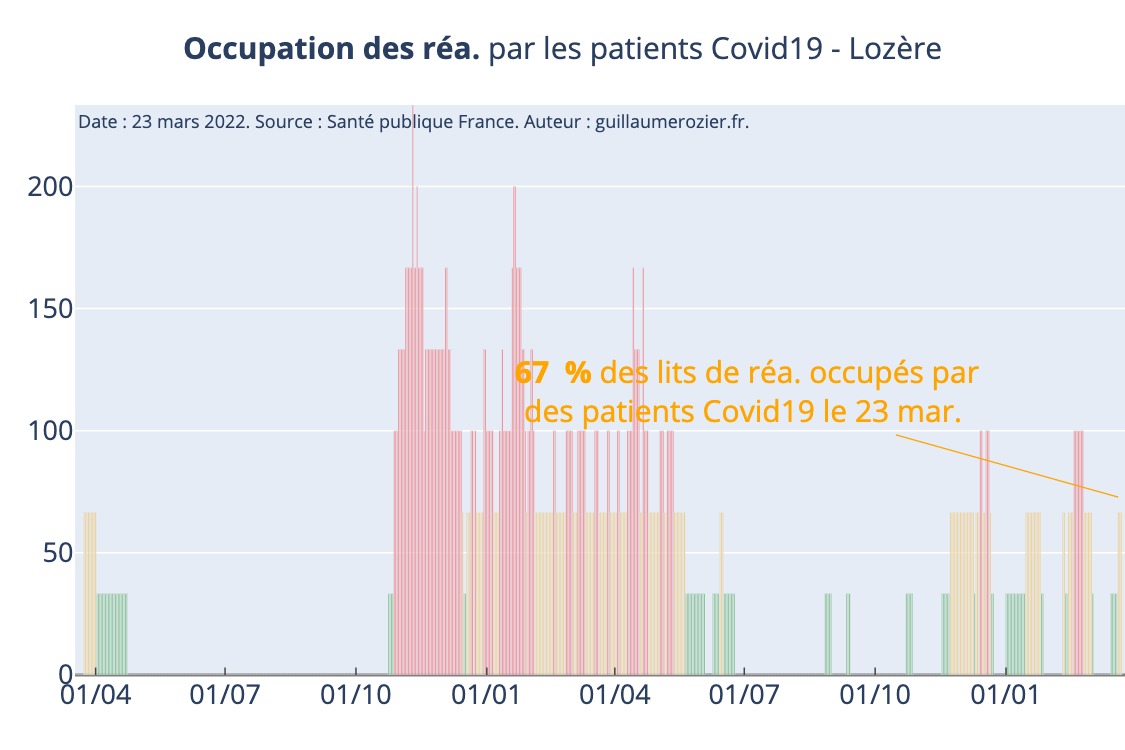 Occupation des réa. par les patients Covid19 - Lozère
Date : 23 mars 2022. Source : Santé publique France. Auteur : guillaumerozier.fr.
200
150
67  % des lits de réa. occupés par
des patients Covid19 le 23 mar.
100
50
0
01/04 01/07 01/10 01/01 01/04 01/07 01/10 01/01